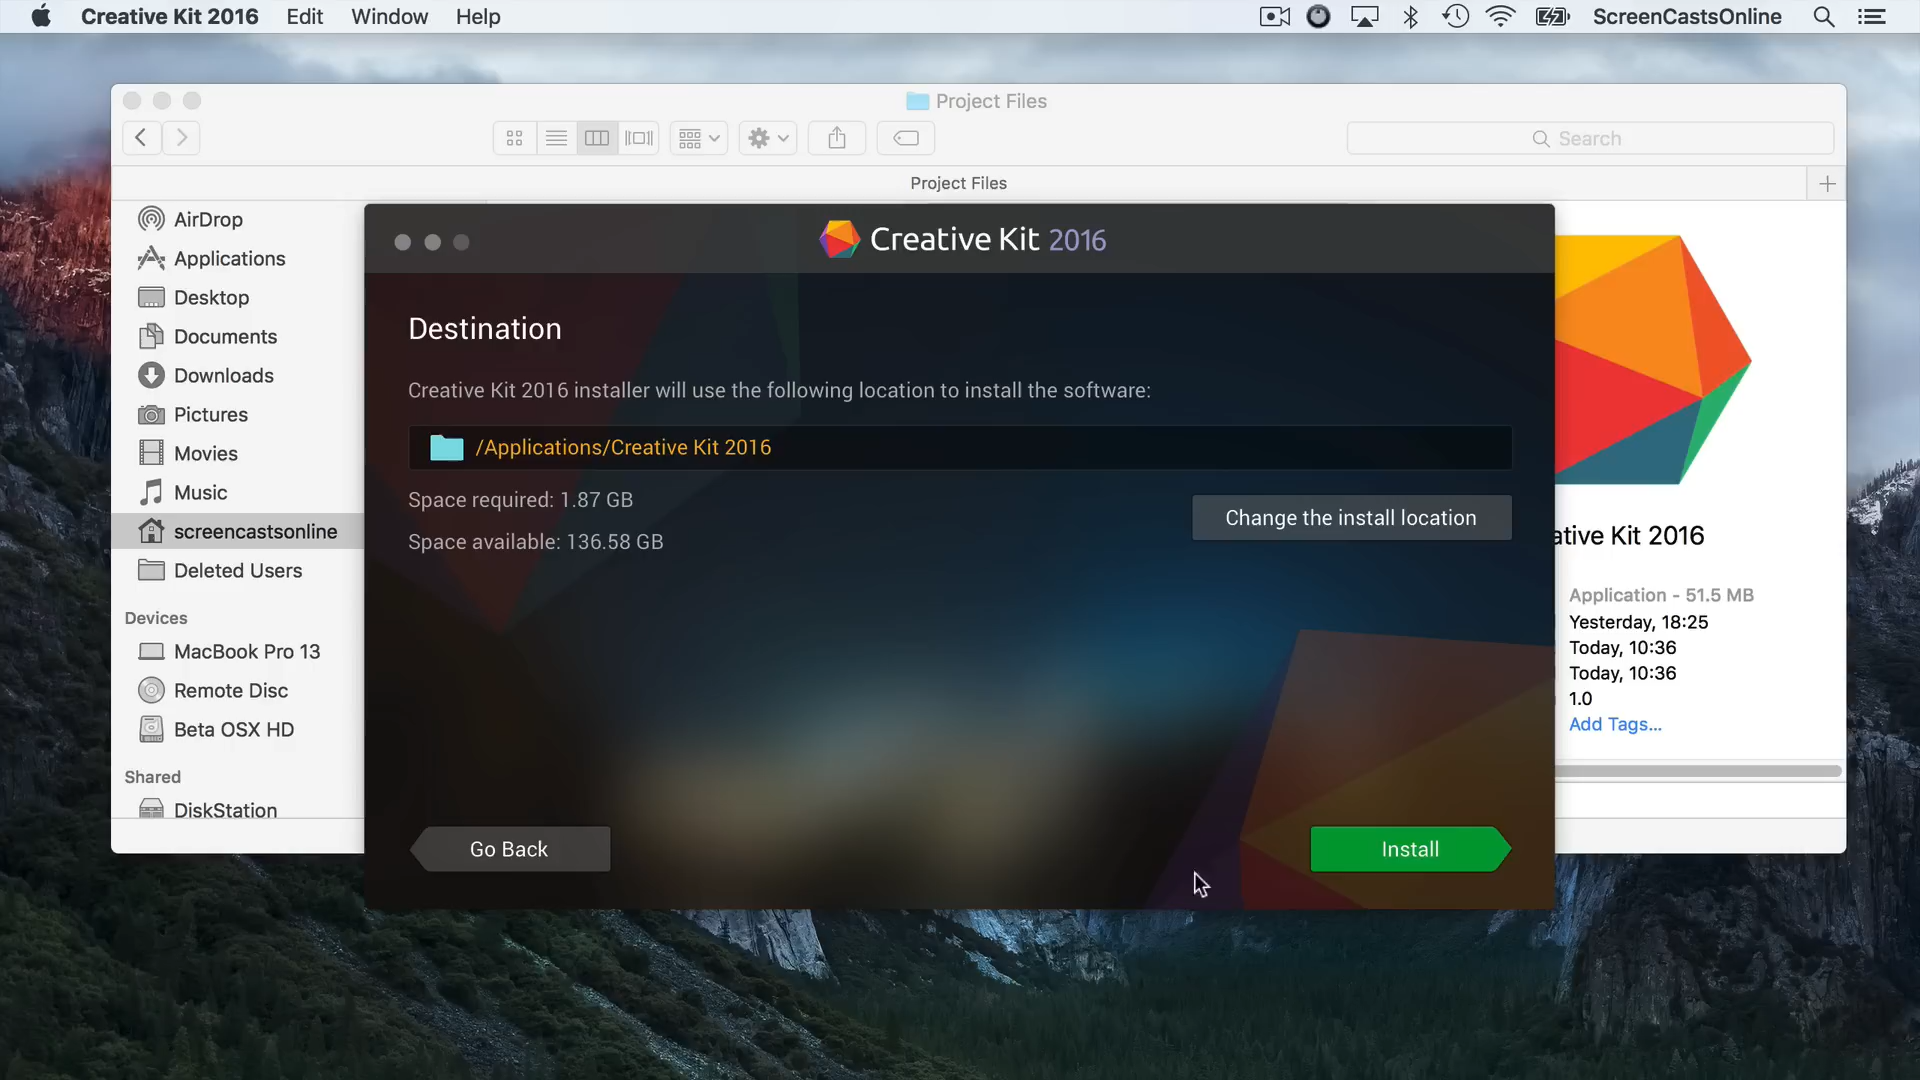 Creative Kit 2016 Edit Window Help
ScreenCastsOnline
Project Files
Search
Project Files
AirDrop
Applications
Desktop
Documents
Downloads
Pictures
Movies
Music
screencastsonline
Deleted Users
Devices
MacBook Pro 13
Remote Disc
Beta OSX HD
Shared
DiskStation
Creative Kit 2016
Destination
Creative Kit 2016 installer will use the following location to install the software:
/Applications/Creative Kit 2016
Space required: 1.87 GB
Change the install location
Space available: 136.58 GB
Go Back
Install
ative Kit 2016
Application - 51.5 MB
Yesterday, 18:25
Today, 10:36
Today, 10:36
1.0
Add Tags...